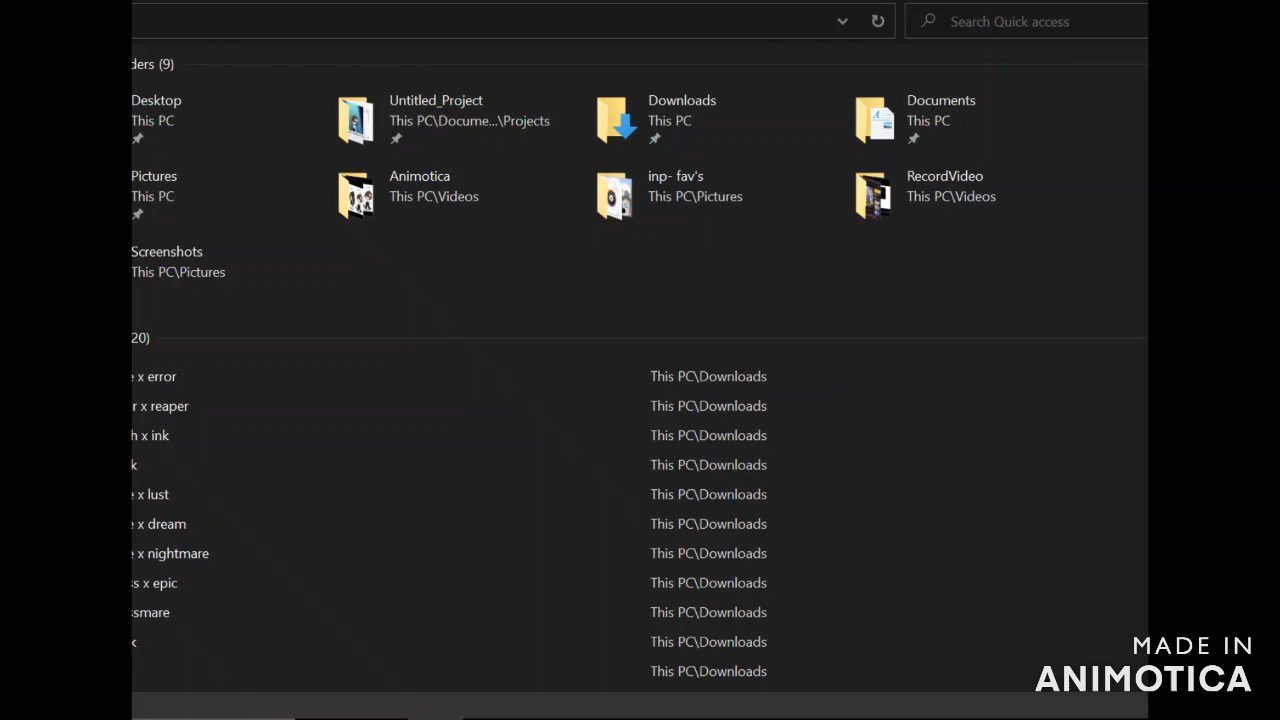 Search Quick access
ders (9)
Desktop
This PC
Untitled_Project
This PC\Docume...\Projects
Downloads
This PC
Documents
This PC
Pictures
This PC
Animotica
This PC\Videos
inp- fav's
This PC\Pictures
RecordVideo
This PC\Videos
Screenshots
This PC\Pictures
20)
e x error This PC\Downloads
r x reaper This PC\Downloads
h x ink This PC\Downloads
k This PC\Downloads
e x lust This PC\Downloads
e x dream This PC\Downloads
e x nightmare This PC\Downloads
ss x epic This PC\Downloads
ssmare This PC\Downloads
k This PC\Downloads
This PC\Downloads
MADE IN
ANIMOTICA